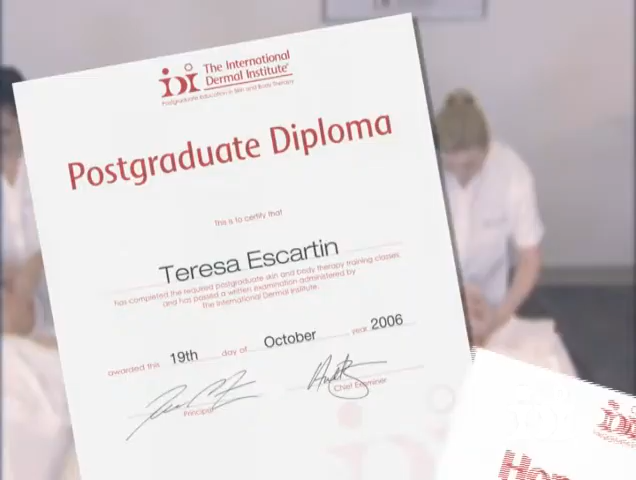 The International
Dermal Institute
Postgraduate Education in Skin and Body Therapy
Postgraduate Diploma
This is to certify that
Teresa Escartin
has completed the required postgraduate skin and body therapy training classes,
and has passed a written examination administered by
the International Dermal Institute.
awarded this 19th day of October year 2006
Principal
Chief Examiner